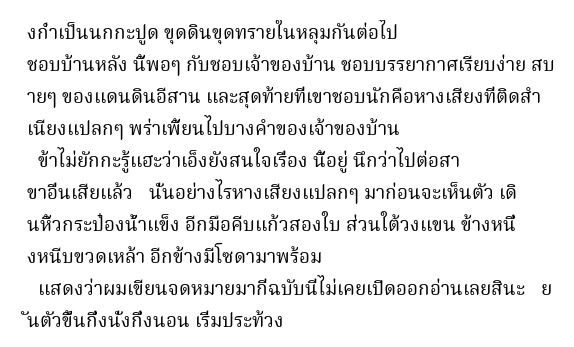 งกำเป็นนกกะปูด ขุดดินขุดทรายในหลุมกันต่อไป
ชอบบ้านหลัง นี้พอๆ กับชอบเจ้าของบ้าน ชอบบรรยากาศเรียบง่าย สบ
ายๆ ของแดนดินอีสาน และสุดท้ายที่เขาชอบนักคือหางเสียงที่ติดสำ
เนียงแปลกๆ พร่าเพี้ยนไปบางคำของเจ้าของบ้าน
ข้าไม่ยักกะรู้แฮะว่าเอ็งยังสนใจเรื่อง นี้อยู่ นึกว่าไปต่อสา
ขาอื่นเสียแล้ว นั่นอย่างไรหางเสียงแปลกๆ มาก่อนจะเห็นตัว เดิ
นหิ้วกระป๋องน้ำแข็ง อีกมือคีบแก้วสองใบ ส่วนใต้วงแขน ข้างหนึ่
งหนีบขวดเหล้า อีกข้างมีโซดามาพร้อม
แสดงว่าผมเขียนจดหมายมากี่ฉบับนี่ไม่เคยเปิดออกอ่านเลยสินะ ย
ันตัวขึ้นกึ่งนั่งกึ่งนอน เริ่มประท้วง